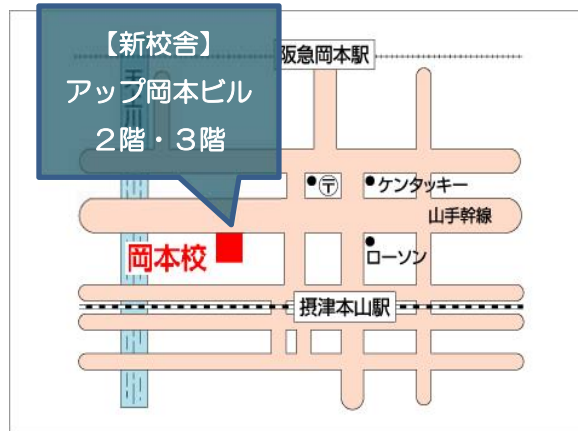 【新校舎】
アップ岡本ビル
２階・３階
阪急岡本駅
〒
ケンタッキー
山手幹線
岡本校
ローソン
摂津本山駅